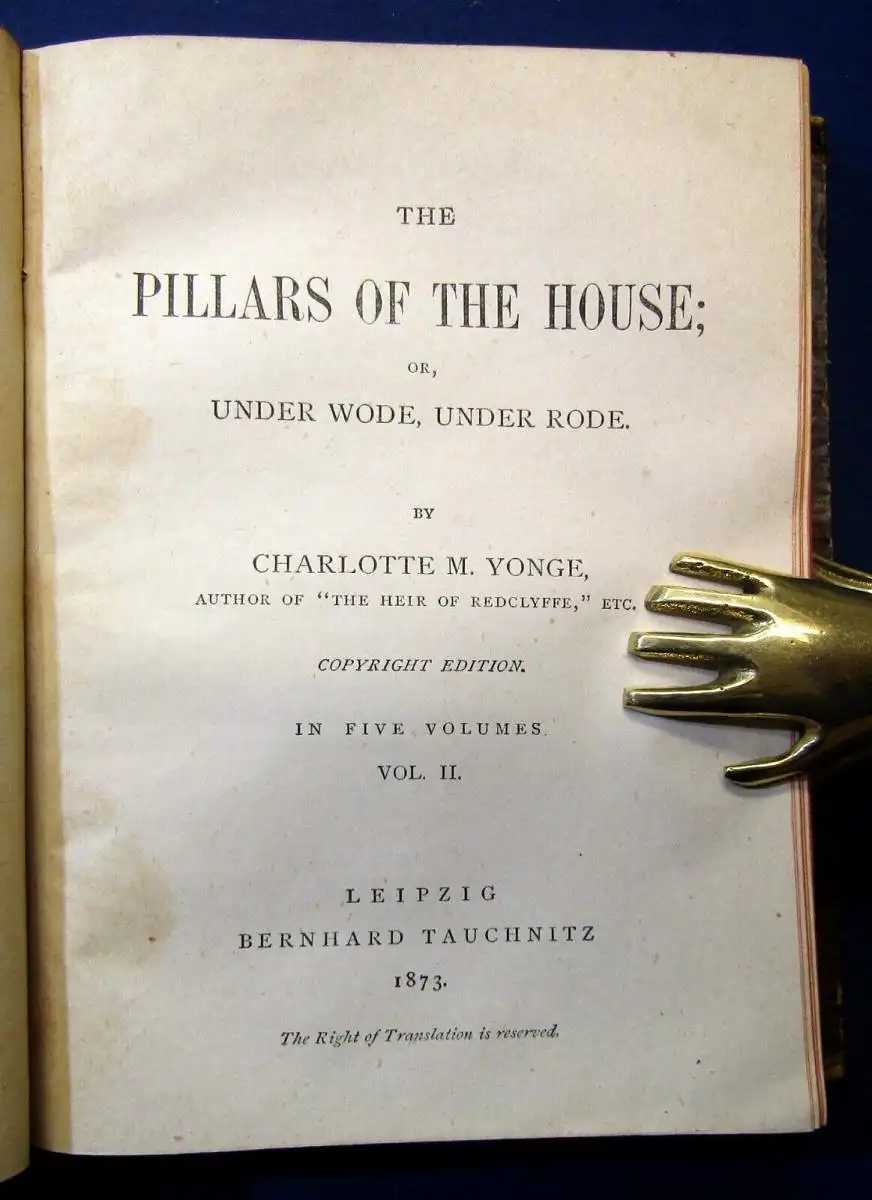 THE
PILLARS OF THE HOUSE;
OR,
UNDER WODE, UNDER RODE.
BY
CHARLOTTE M. YONGE,
AUTHOR OF “THE HEIR OF REDCLYFFE,” ETC.
COPYRIGHT EDITION.
IN FIVE VOLUMES.
VOL. II.
LEIPZIG
BERNHARD TAUCHNITZ
1873.
The Right of Translation is reserved.